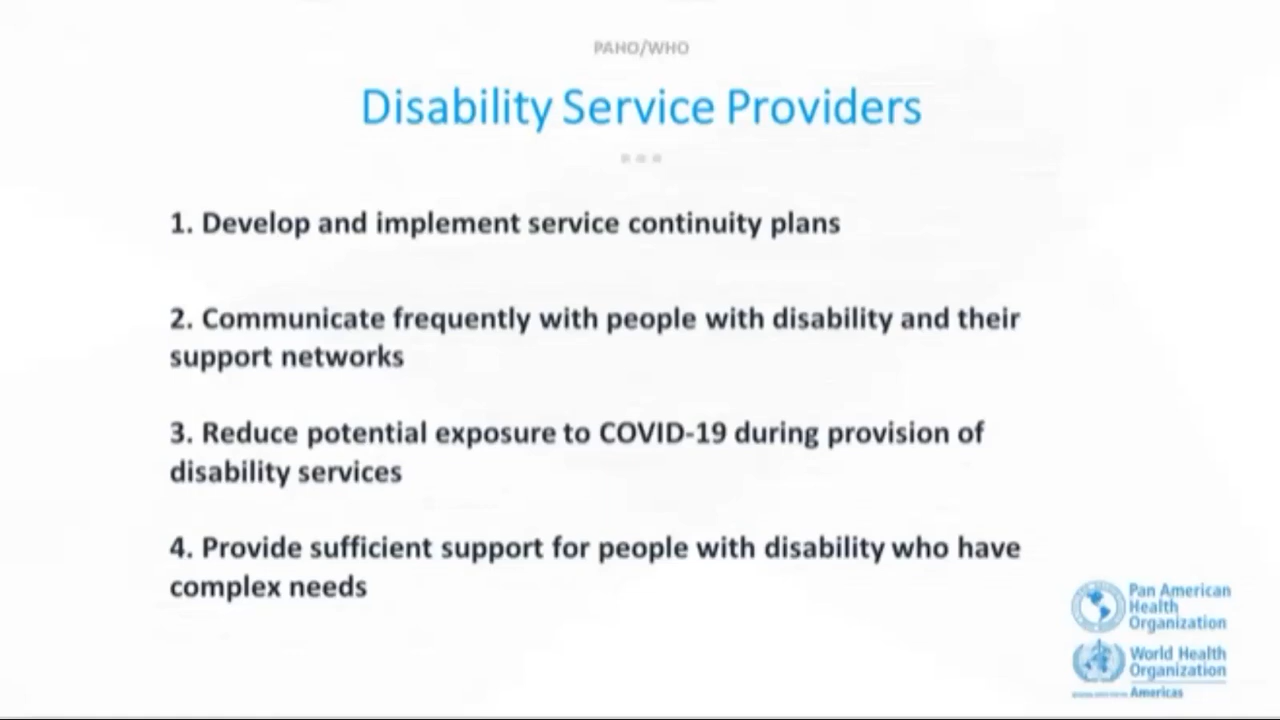 PAHO/WHO
Disability Service Providers
1. Develop and implement service continuity plans
2. Communicate frequently with people with disability and their
support networks
3. Reduce potential exposure to COVID-19 during provision of
disability services
4. Provide sufficient support for people with disability who have
complex needs
Pan American
Health
Organization
World Health
Organization
Americas